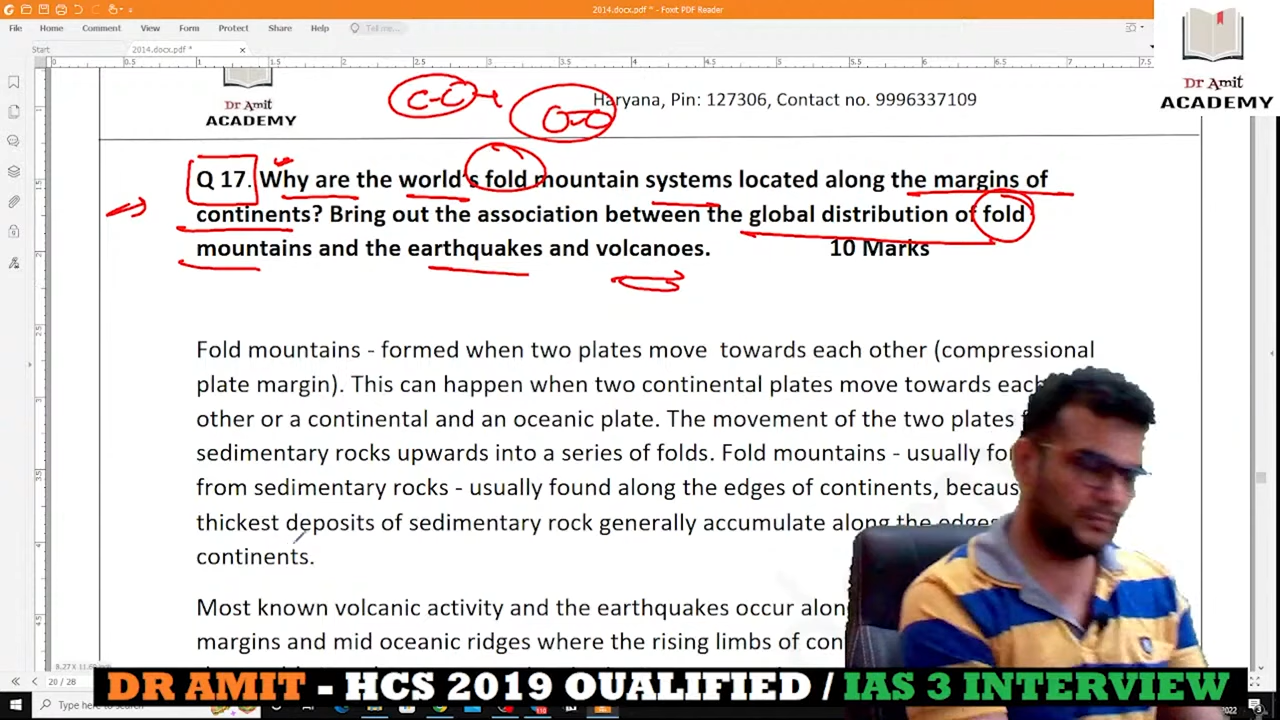 2014.docx.pdf * - Foxit PDF Reader
File Home Comment View Form Protect Share Help Tell me...
Start 2014.docx.pdf *
Dr Amit
ACADEMY
Haryana, Pin: 127306, Contact no. 9996337109
Dr Amit
ACADEMY
C-C
O-O
Q 17. Why are the world's fold mountain systems located along the margins of
continents? Bring out the association between the global distribution of fold
mountains and the earthquakes and volcanoes. 10 Marks
Fold mountains - formed when two plates move towards each other (compressional
plate margin). This can happen when two continental plates move towards each
other or a continental and an oceanic plate. The movement of the two plates
sedimentary rocks upwards into a series of folds. Fold mountains - usually
from sedimentary rocks - usually found along the edges of continents,
thickest deposits of sedimentary rock generally accumulate along the edges
continents.
Most known volcanic activity and the earthquakes occur
margins and mid oceanic ridges where the rising limbs of
20 / 28
DR AMIT - HCS 2019 QUALIFIED / IAS 3 INTERVIEW
Type here to search
2022